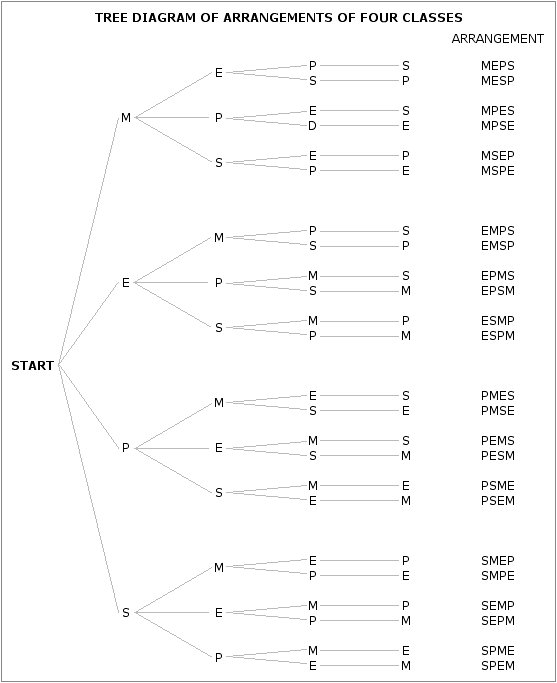 TREE DIAGRAM OF ARRANGEMENTS OF FOUR CLASSES
ARRANGEMENT
P S MEPS
E
S P MESP
E S MPES
M P
D E MPSE
E P MSEP
S
P E MSPE
P S EMPS
M
S P EMSP
M S EPMS
E P
S M EPSM
M P ESMP
S
P M ESPM
START
E S PMES
M
S E PMSE
M S PEMS
P E
S M PESM
M E PSME
S
E M PSEM
E P SMEP
M
P E SMPE
M P SEMP
S E
P M SEPM
M E SPME
P
E M SPEM